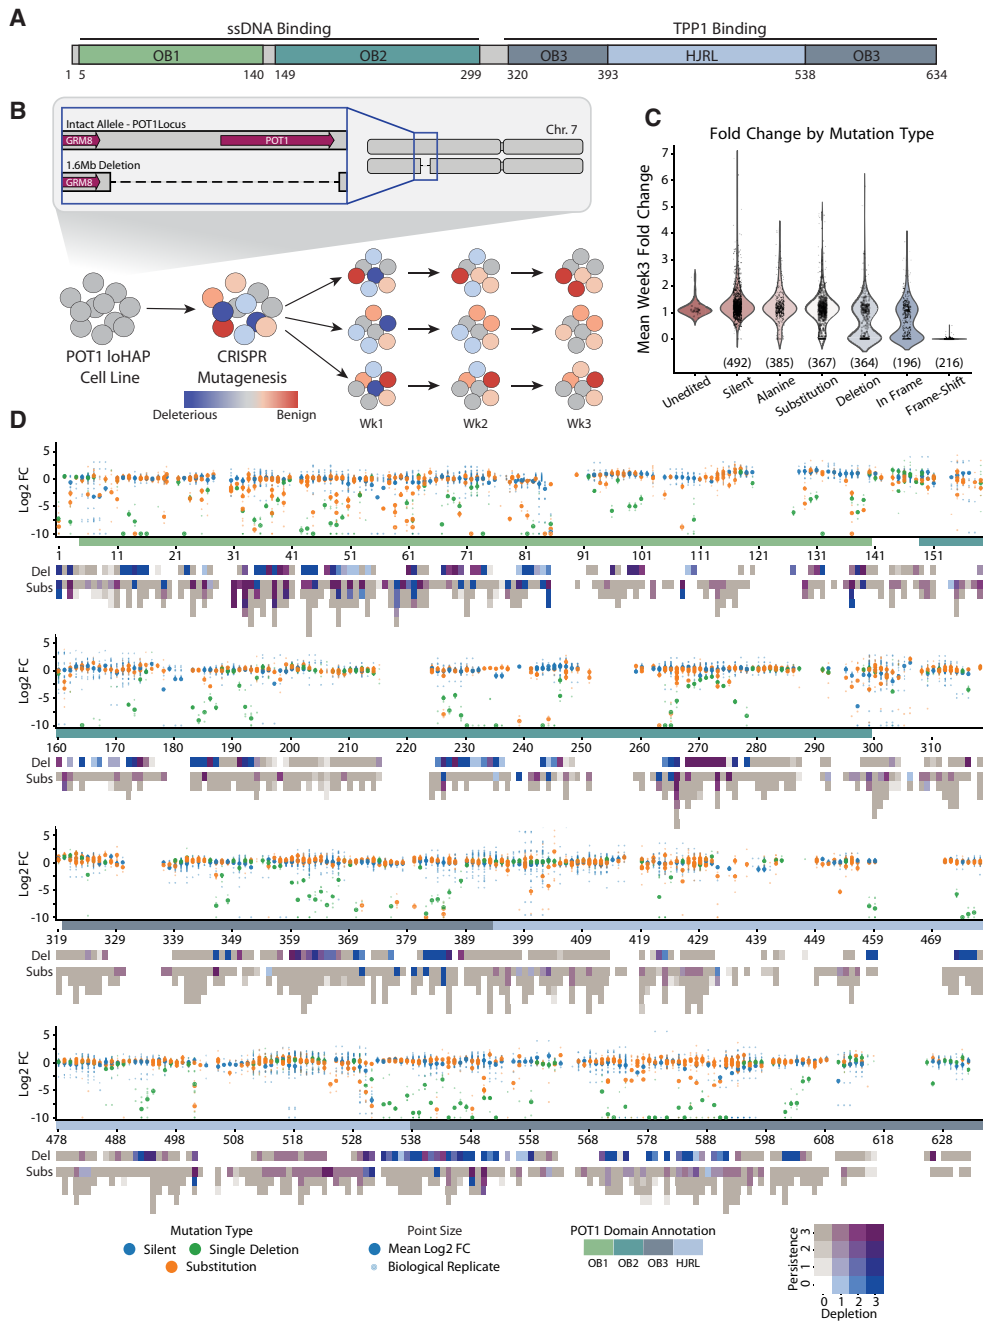 A
ssDNA Binding
TPP1 Binding
OB1 OB2 OB3 HJRL OB3
1 5 140 149 299 320 393 538 634
B
Intact Allele - POT1Locus
GRM8 POT1
Chr. 7
1.6Mb Deletion
GRM8
POT1 loHAP
Cell Line
CRISPR
Mutagenesis
Deleterious Benign
Wk1 Wk2 Wk3
C
Fold Change by Mutation Type
Mean Week3 Fold Change
7
6
5
4
3
2
1
0
(492) (385) (367) (364) (196) (216)
Unedited Silent Alanine Substitution Deletion In Frame Frame-Shift
D
Log2 FC
5
0
-5
-10
1 11 21 31 41 51 61 71 81 91 101 111 121 131 141 151
Del
Subs
Log2 FC
5
0
-5
-10
160 170 180 190 200 210 220 230 240 250 260 270 280 290 300 310
Del
Subs
Log2 FC
5
0
-5
-10
319 329 339 349 359 369 379 389 399 409 419 429 439 449 459 469
Del
Subs
Log2 FC
5
0
-5
-10
478 488 498 508 518 528 538 548 558 568 578 588 598 608 618 628
Del
Subs
Mutation Type
Silent Single Deletion
Substitution
Point Size
Mean Log2 FC
Biological Replicate
POT1 Domain Annotation
OB1 OB2 OB3 HJRL
Persistence
3
2
1
0
0 1 2 3
Depletion